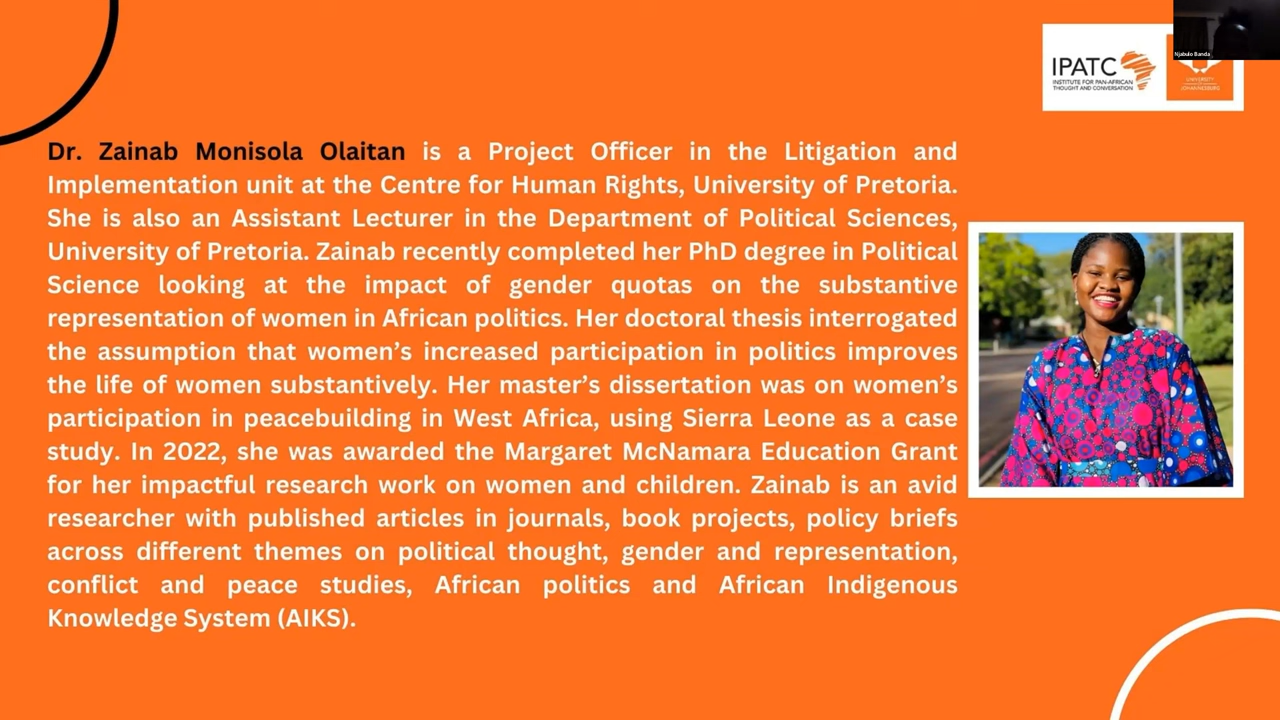 Njabulo Banda
IPATC
INSTITUTE FOR PAN-AFRICAN
THOUGHT AND CONVERSATION
UNIVERSITY
OF
JOHANNESBURG
Dr. Zainab Monisola Olaitan is a Project Officer in the Litigation and
Implementation unit at the Centre for Human Rights, University of Pretoria.
She is also an Assistant Lecturer in the Department of Political Sciences,
University of Pretoria. Zainab recently completed her PhD degree in Political
Science looking at the impact of gender quotas on the substantive
representation of women in African politics. Her doctoral thesis interrogated
the assumption that women’s increased participation in politics improves
the life of women substantively. Her master’s dissertation was on women’s
participation in peacebuilding in West Africa, using Sierra Leone as a case
study. In 2022, she was awarded the Margaret McNamara Education Grant
for her impactful research work on women and children. Zainab is an avid
researcher with published articles in journals, book projects, policy briefs
across different themes on political thought, gender and representation,
conflict and peace studies, African politics and African Indigenous
Knowledge System (AIKS).